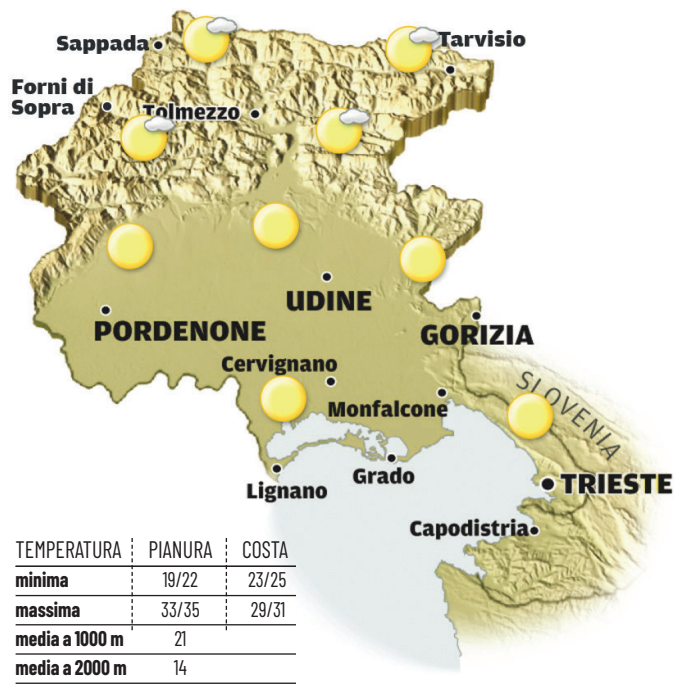 Sappada
Tarvisio
Forni di
Sopra
Tolmezzo
UDINE
PORDENONE
GORIZIA
Cervignano
SLOVENIA
Monfalcone
Grado
Lignano
TRIESTE
Capodistria
TEMPERATURA PIANURA COSTA
minima 19/22 23/25
massima 33/35 29/31
media a 1000 m 21
media a 2000 m 14